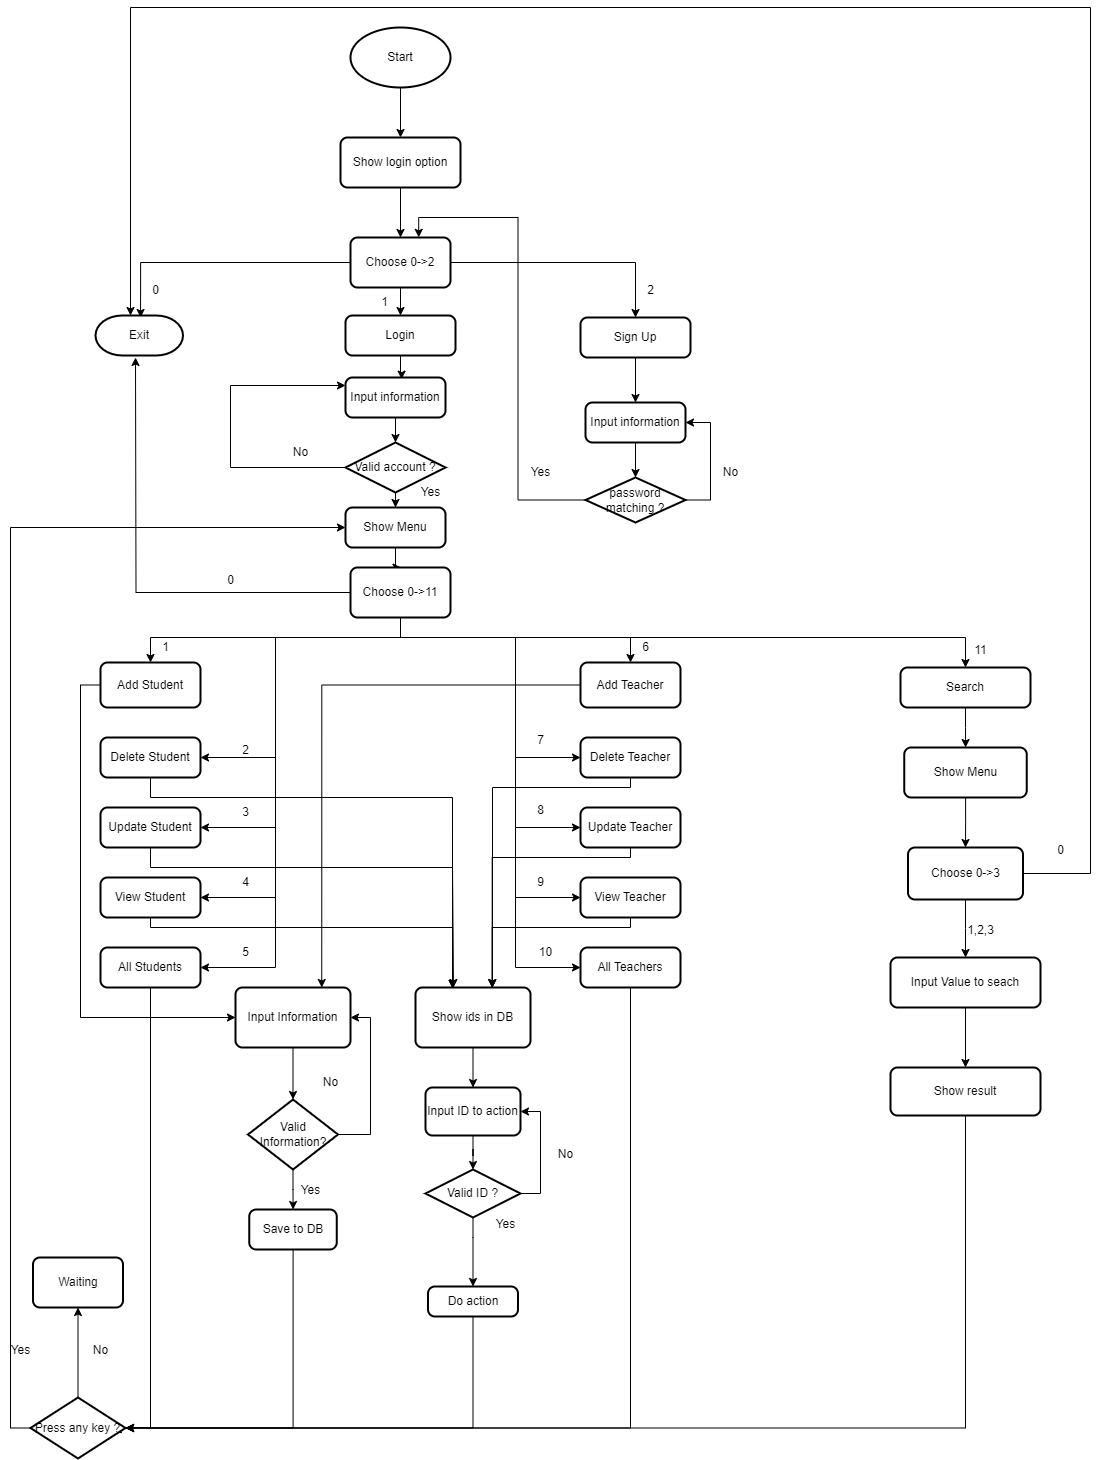 Start
Show login option
Choose 0->2
0
1
2
Exit
Login
Sign Up
Input information
Input information
No
Valid account ?
Yes
Yes
No
password
matching ?
Show Menu
0
Choose 0->11
1
6
11
Add Student
Add Teacher
Search
2
7
Delete Student
Delete Teacher
Show Menu
3
8
Update Student
Update Teacher
0
Choose 0->3
4
9
View Student
View Teacher
1,2,3
5
10
All Students
All Teachers
Input Value to seach
Input Information
Show ids in DB
No
Input ID to action
Show result
Valid
Information?
No
Yes
Valid ID ?
Yes
Save to DB
Waiting
Do action
Yes
No
Press any key ?